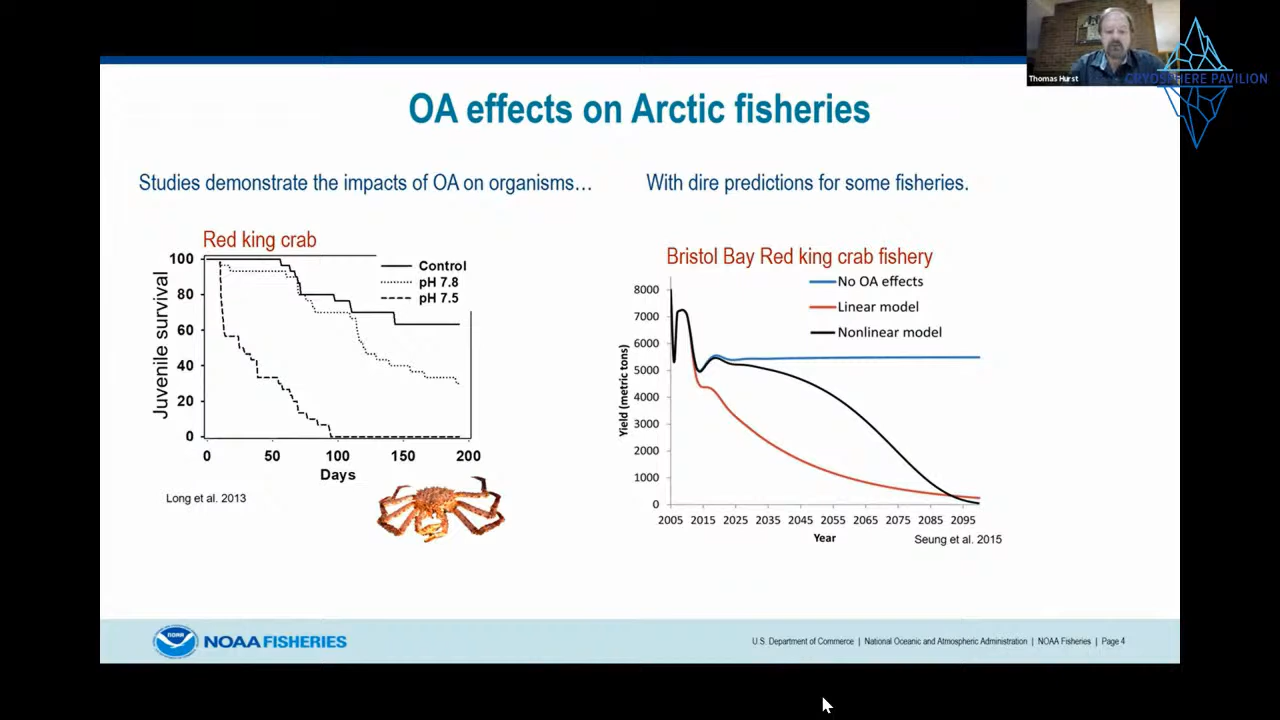 Thomas Hurst
CRYOSPHERE PAVILION
OA effects on Arctic fisheries
Studies demonstrate the impacts of OA on organisms…
With dire predictions for some fisheries.
Red king crab
Juvenile survival
100
80
60
40
20
0
Control
pH 7.8
pH 7.5
0 50 100 150 200
Days
Long et al. 2013
Bristol Bay Red king crab fishery
Yield (metric tons)
8000
7000
6000
5000
4000
3000
2000
1000
0
No OA effects
Linear model
Nonlinear model
2005 2015 2025 2035 2045 2055 2065 2075 2085 2095
Year
Seung et al. 2015
NOAA
NOAA FISHERIES
U.S. Department of Commerce | National Oceanic and Atmospheric Administration | NOAA Fisheries | Page 4